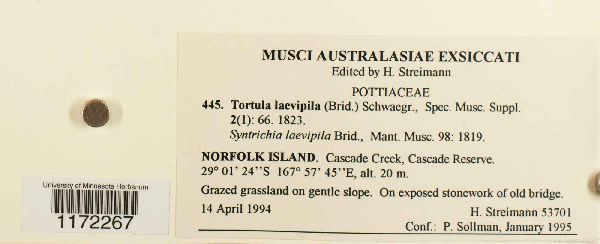 MUSCI AUSTRALASIAE EXSICCATI
Edited by H. Streimann
POTTIACEAE
445. Tortula laevipila (Brid.) Schwaegr., Spec. Musc. Suppl.
2(1): 66. 1823.
Syntrichia laevipila Brid., Mant. Musc. 98: 1819.
NORFOLK ISLAND. Cascade Creek, Cascade Reserve.
29° 01' 24''S 167° 57' 45''E, alt. 20 m.
Grazed grassland on gentle slope. On exposed stonework of old bridge.
14 April 1994
H. Streimann 53701
Conf.: P. Sollman, January 1995
University of Minnesota Herbarium
1172267